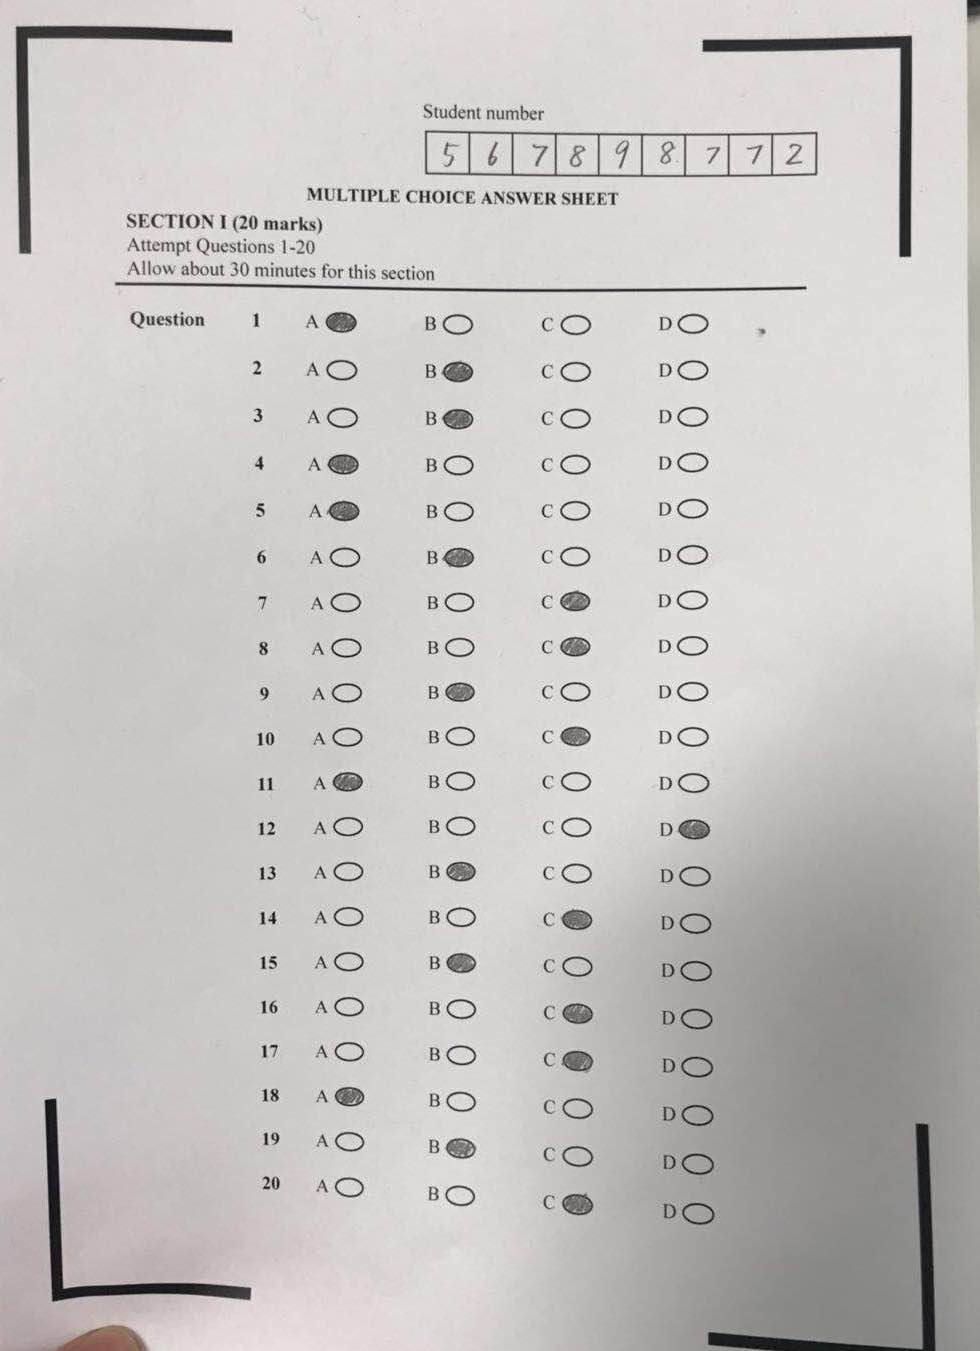 Student number
5 6 7 8 9 8 7 7 2
MULTIPLE CHOICE ANSWER SHEET
SECTION I (20 marks)
Attempt Questions 1-20
Allow about 30 minutes for this section
Question 1 A B C D
2 A B C D
3 A B C D
4 A B C D
5 A B C D
6 A B C D
7 A B C D
8 A B C D
9 A B C D
10 A B C D
11 A B C D
12 A B C D
13 A B C D
14 A B C D
15 A B C D
16 A B C D
17 A B C D
18 A B C D
19 A B C D
20 A B C D